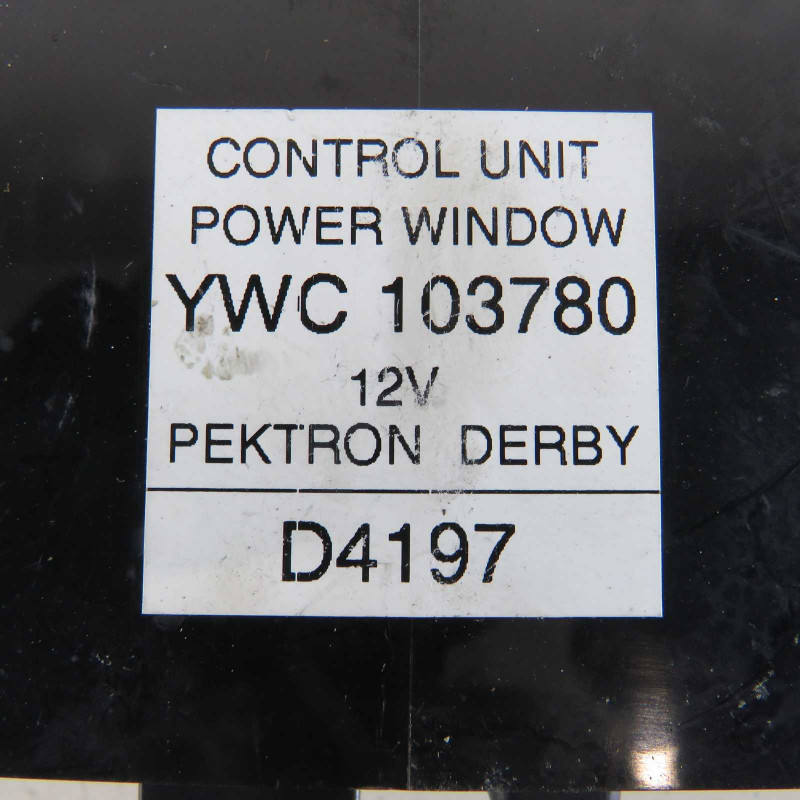 CONTROL UNIT
POWER WINDOW
YWC 103780
12V
PEKTRON DERBY
D4197